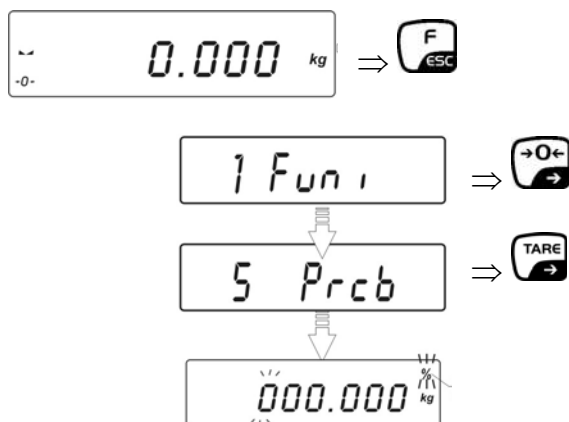 0.000 kg ⇒ F
-0- ESC
1 Funi ⇒ →0←
→
5 Prcb ⇒ TARE
→
%
000.000 kg